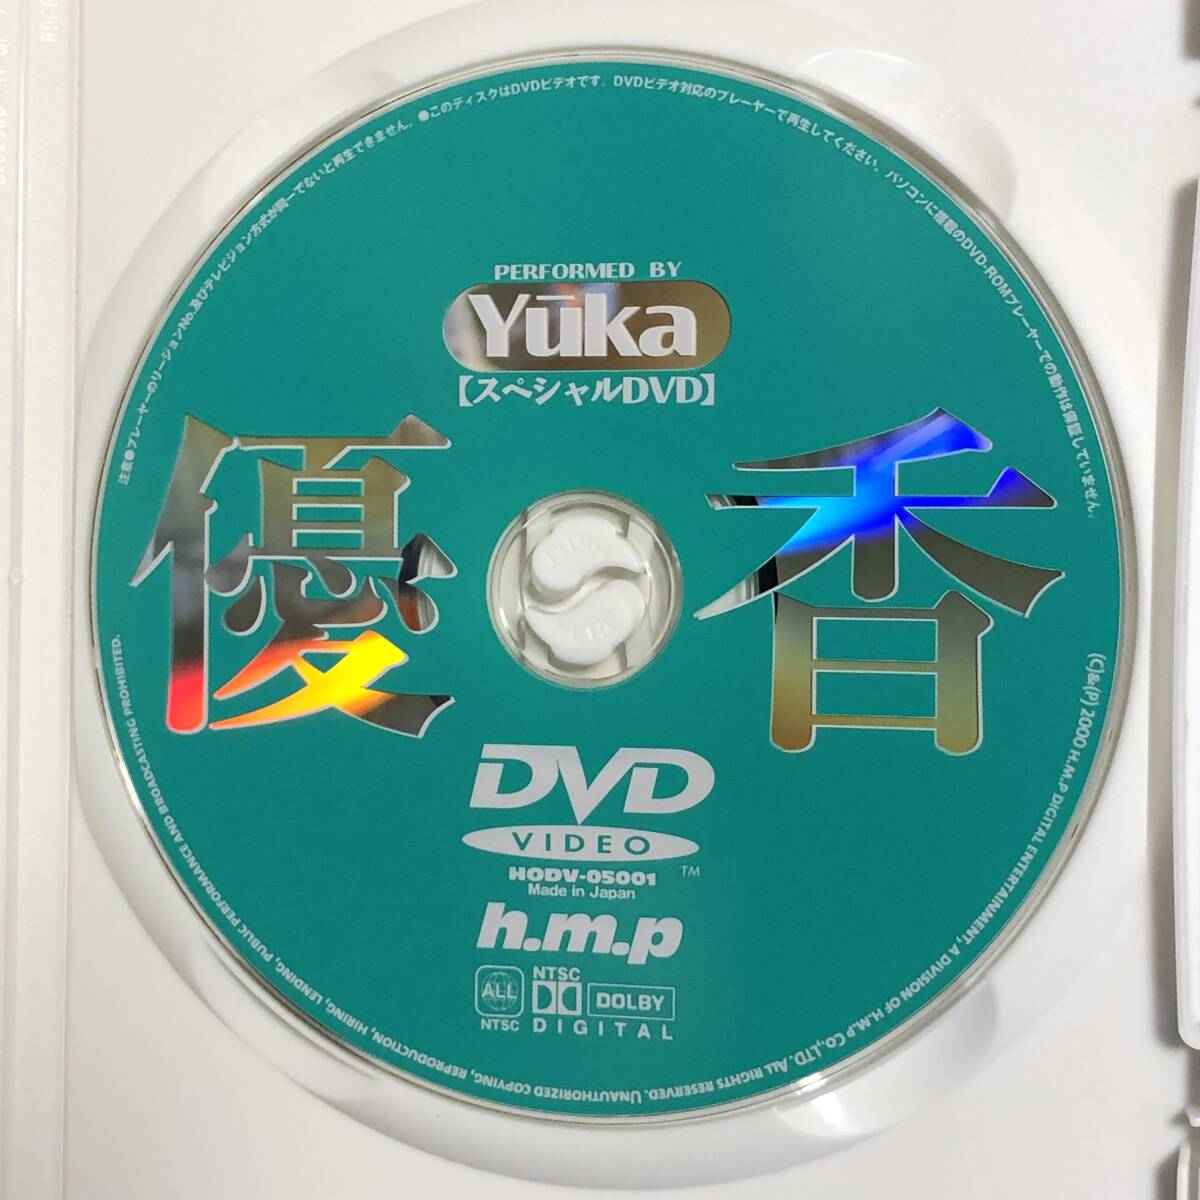 注意●プレーヤーのリージョンNo.及びテレビジョン方式が同一でないと再生できません。●このディスクはDVDビデオです。DVDビデオ対応のプレーヤーで再生してください。パソコンに搭載のDVD-ROMプレーヤーでの動作は保証していません。
PERFORMED BY
Yūka
【スペシャルDVD】
優香
DVD
VIDEO
TM
HODV-05001
Made in Japan
h.m.p
ALL
NTSC
NTSC
DOLBY
DIGITAL
(C)&(P) 2000 H.M.P DIGITAL ENTERTAINMENT, A DIVISION OF H.M.P CO.,LTD. ALL RIGHTS RESERVED. UNAUTHORIZED COPYING, REPRODUCTION, HIRING, LENDING, PUBLIC PERFORMANCE AND BROADCASTING PROHIBITED.